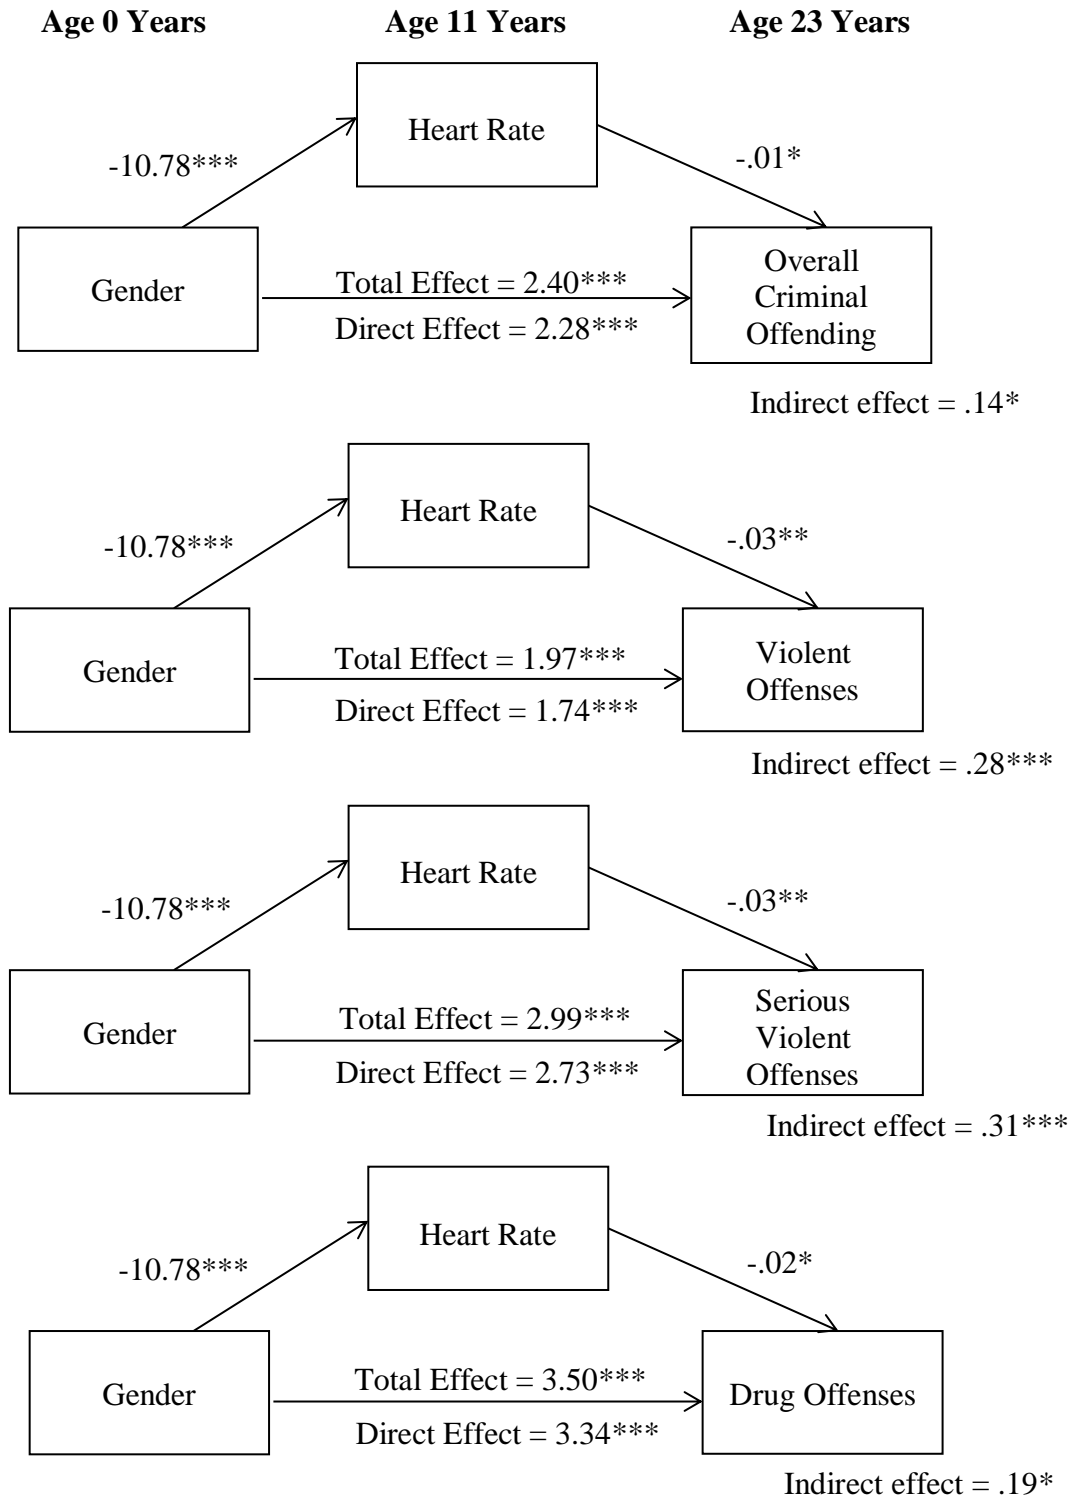 Age 0 Years
Age 11 Years
Age 23 Years
Heart Rate
-10.78***
-.01*
Gender
Total Effect = 2.40***
Direct Effect = 2.28***
Overall
Criminal
Offending
Indirect effect = .14*
Heart Rate
-10.78***
-.03**
Gender
Total Effect = 1.97***
Direct Effect = 1.74***
Violent
Offenses
Indirect effect = .28***
Heart Rate
-10.78***
-.03**
Gender
Total Effect = 2.99***
Direct Effect = 2.73***
Serious
Violent
Offenses
Indirect effect = .31***
Heart Rate
-10.78***
-.02*
Gender
Total Effect = 3.50***
Direct Effect = 3.34***
Drug Offenses
Indirect effect = .19*